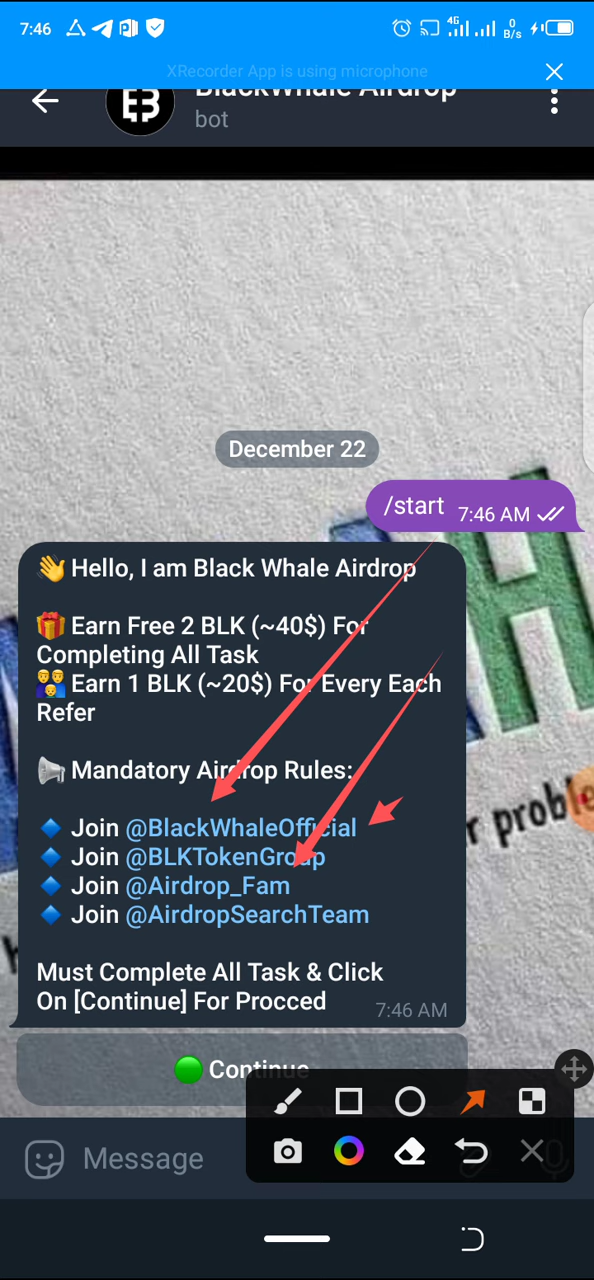 7:46
4G
0
B/s
XRecorder App is using microphone
BlackWhale Airdrop
bot
December 22
/start 7:46 AM
👋 Hello, I am Black Whale Airdrop
🎁 Earn Free 2 BLK (~40$) For
Completing All Task
👨‍👨‍👦 Earn 1 BLK (~20$) For Every Each
Refer
📢 Mandatory Airdrop Rules:
🔹 Join @BlackWhaleOfficial
🔹 Join @BLKTokenGroup
🔹 Join @Airdrop_Fam
🔹 Join @AirdropSearchTeam
Must Complete All Task & Click
On [Continue] For Procced
7:46 AM
r proble
🟢 Continue
Message